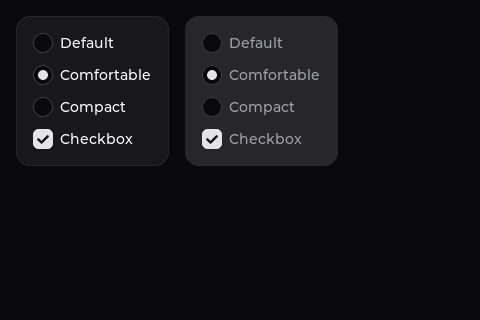 Default
Comfortable
Compact
Checkbox
Default
Comfortable
Compact
Checkbox